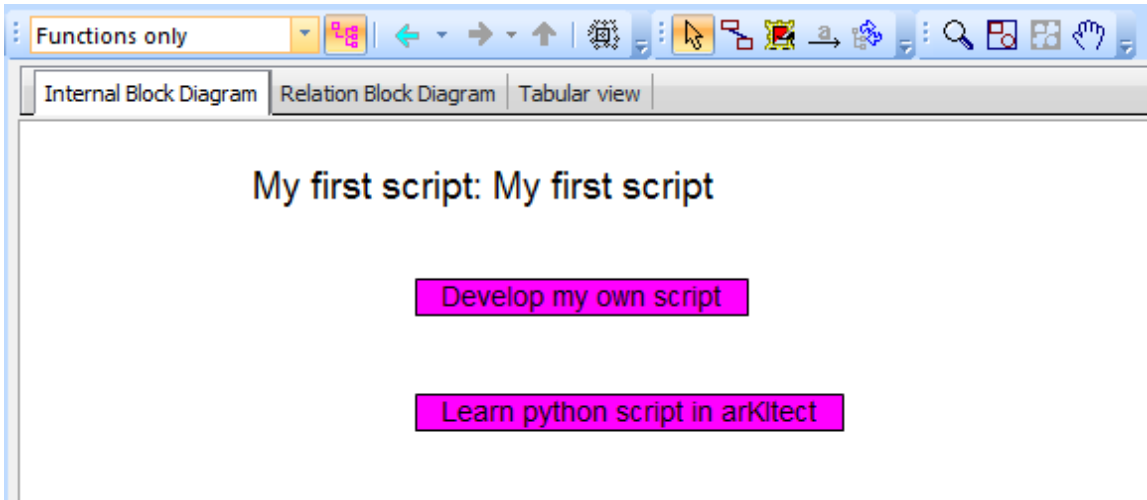 Functions only
a
Internal Block Diagram Relation Block Diagram Tabular view
My first script: My first script
Develop my own script
Learn python script in arKItect